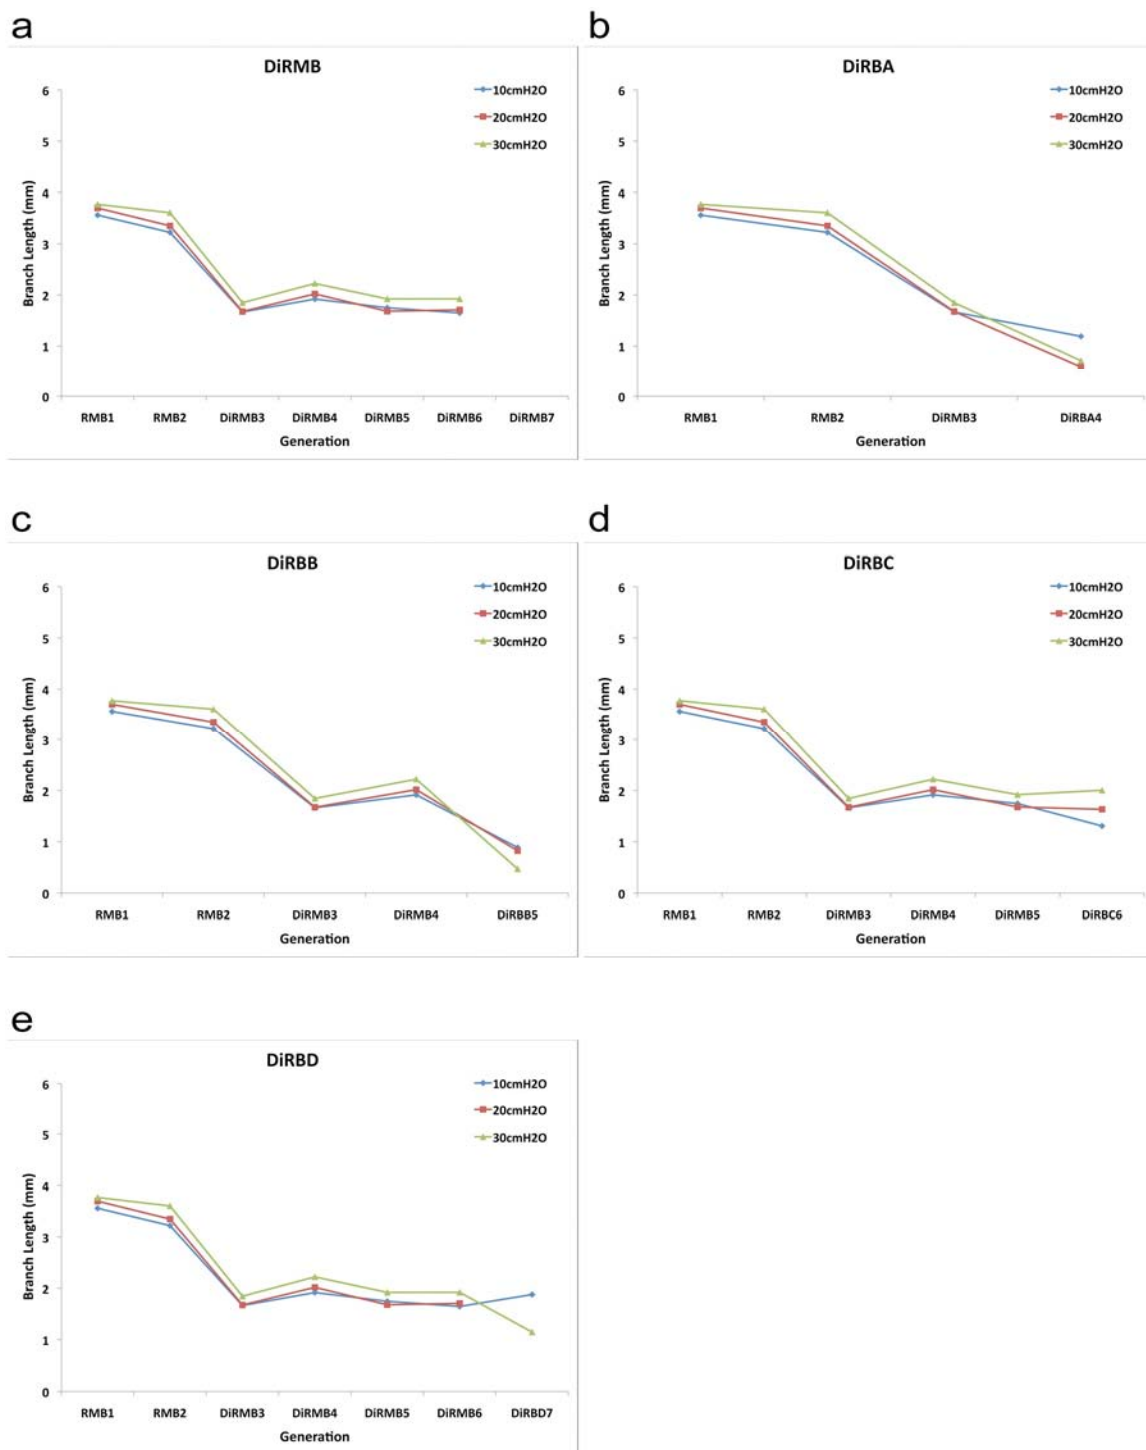 a
DiRMB
10cmH2O
20cmH2O
30cmH2O
Branch Length (mm)
6
5
4
3
2
1
0
RMB1 RMB2 DiRMB3 DiRMB4 DiRMB5 DiRMB6 DiRMB7
Generation
b
DiRBA
10cmH2O
20cmH2O
30cmH2O
Branch Length (mm)
6
5
4
3
2
1
0
RMB1 RMB2 DiRMB3 DiRBA4
Generation
c
DiRBB
10cmH2O
20cmH2O
30cmH2O
Branch Length (mm)
6
5
4
3
2
1
0
RMB1 RMB2 DiRMB3 DiRMB4 DiRBB5
Generation
d
DiRBC
10cmH2O
20cmH2O
30cmH2O
Branch Length (mm)
6
5
4
3
2
1
0
RMB1 RMB2 DiRMB3 DiRMB4 DiRMB5 DiRBC6
Generation
e
DiRBD
10cmH2O
20cmH2O
30cmH2O
Branch Length (mm)
6
5
4
3
2
1
0
RMB1 RMB2 DiRMB3 DiRMB4 DiRMB5 DiRMB6 DiRBD7
Generation